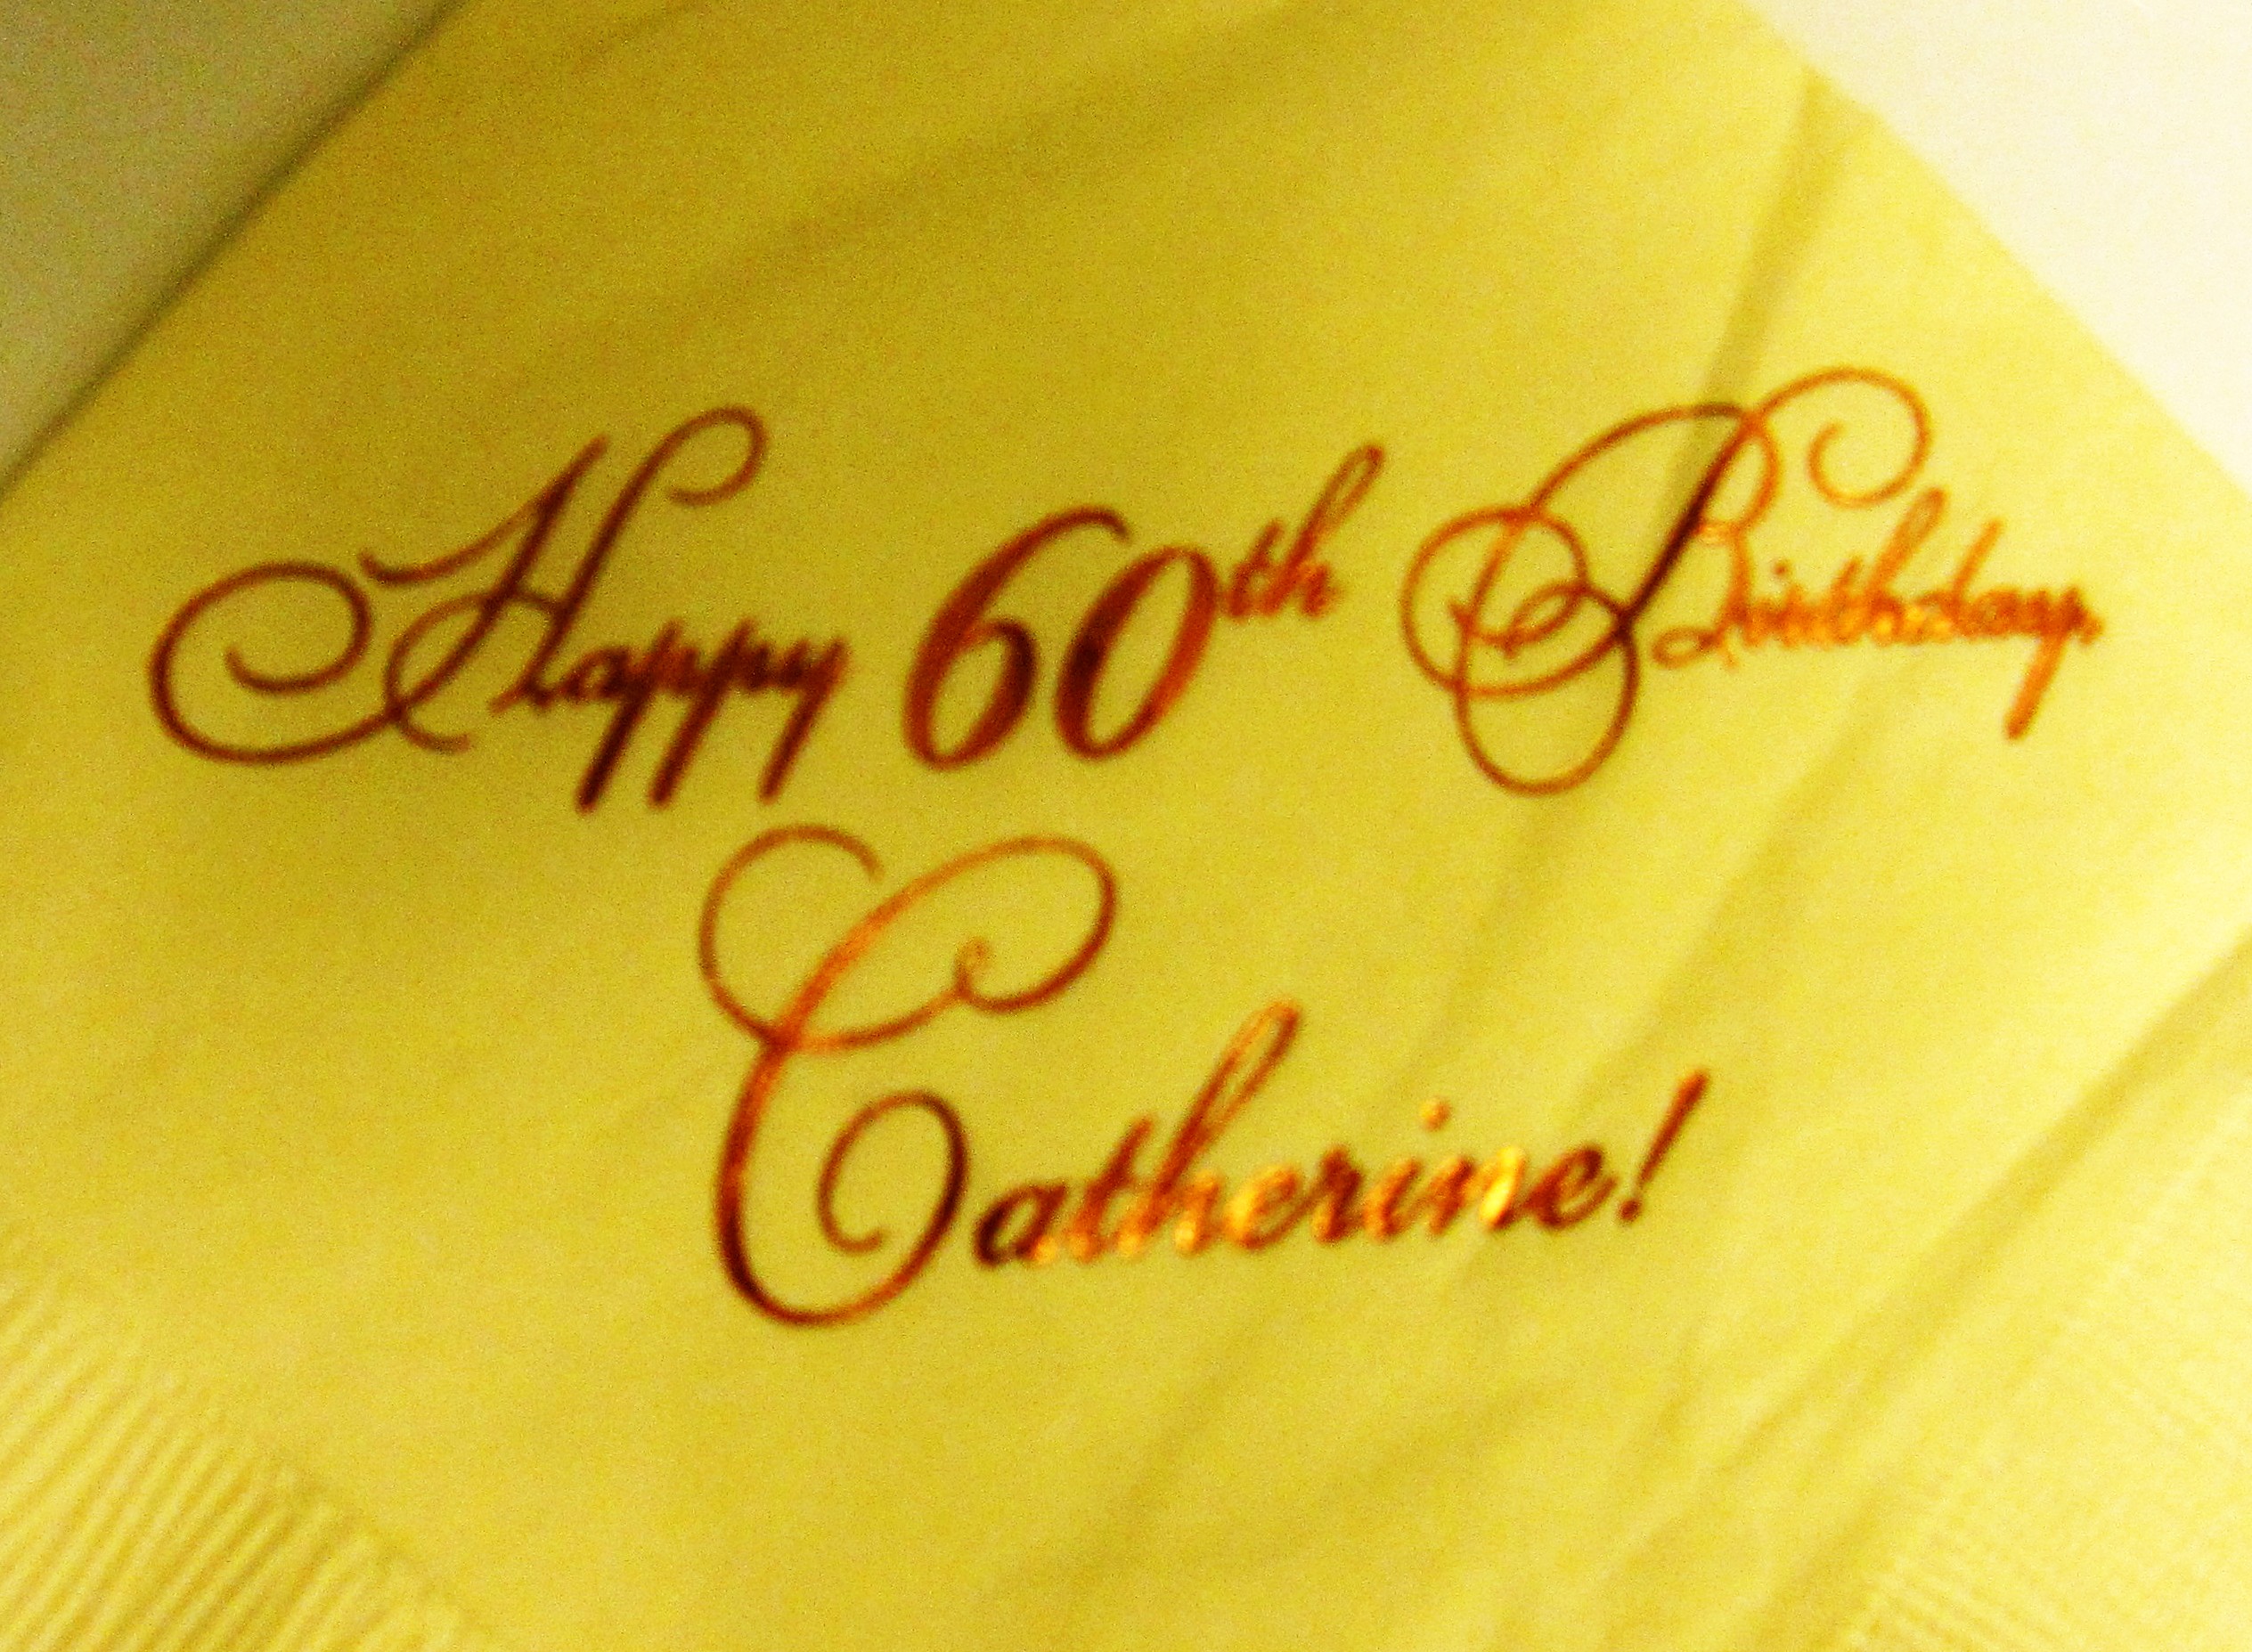 Happy 60th Birthday,
Catherine!